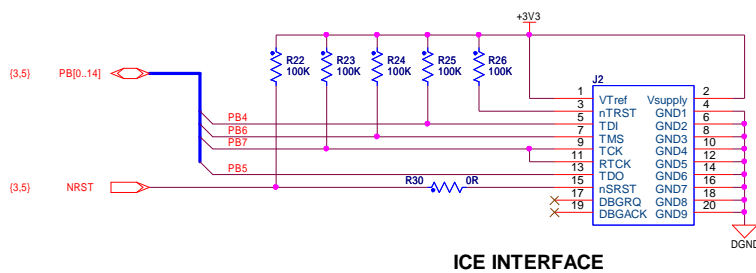 +3V3
R22 R23 R24 R25 R26
100K 100K 100K 100K 100K
J2
{3,5} PB[0..14]
1 VTref Vsupply 2
3 nTRST GND1 4
PB4 5 TDI GND2 6
PB6 7 TMS GND3 8
PB7 9 TCK GND4 10
11 RTCK GND5 12
PB5 13 TDO GND6 14
{3,5} NRST R30 0R 15 nSRST GND7 16
17 DBGRQ GND8 18
19 DBGACK GND9 20
DGND
ICE INTERFACE